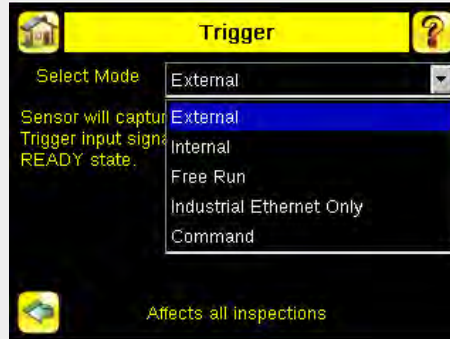 Trigger
?
Select Mode External
Sensor will captur
Trigger input signa
READY state.
External
Internal
Free Run
Industrial Ethernet Only
Command
Affects all inspections